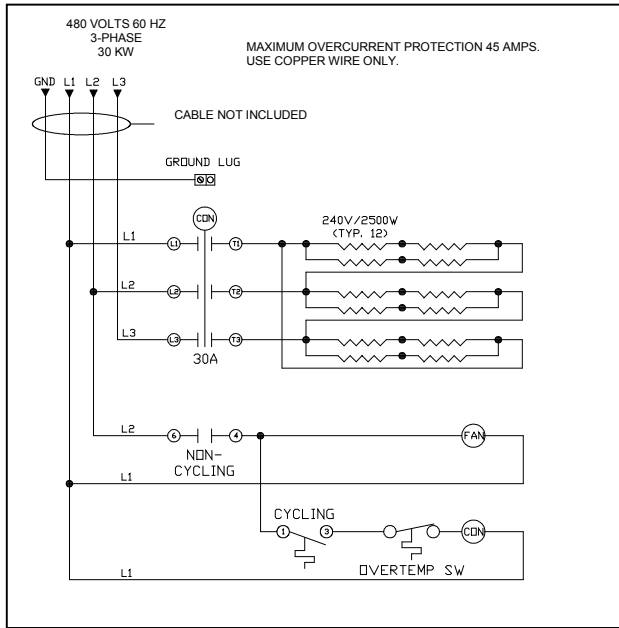 480 VOLTS 60 HZ
3-PHASE
30 KW
MAXIMUM OVERCURRENT PROTECTION 45 AMPS.
USE COPPER WIRE ONLY.
GND L1 L2 L3
CABLE NOT INCLUDED
GROUND LUG
CON
240V/2500W
(TYP. 12)
L1 L1 T1
L2 L2 T2
L3 L3 T3
30A
L2 6 4 FAN
NON-
CYCLING
L1
CYCLING
1 3 CON
OVERTEMP SW
L1